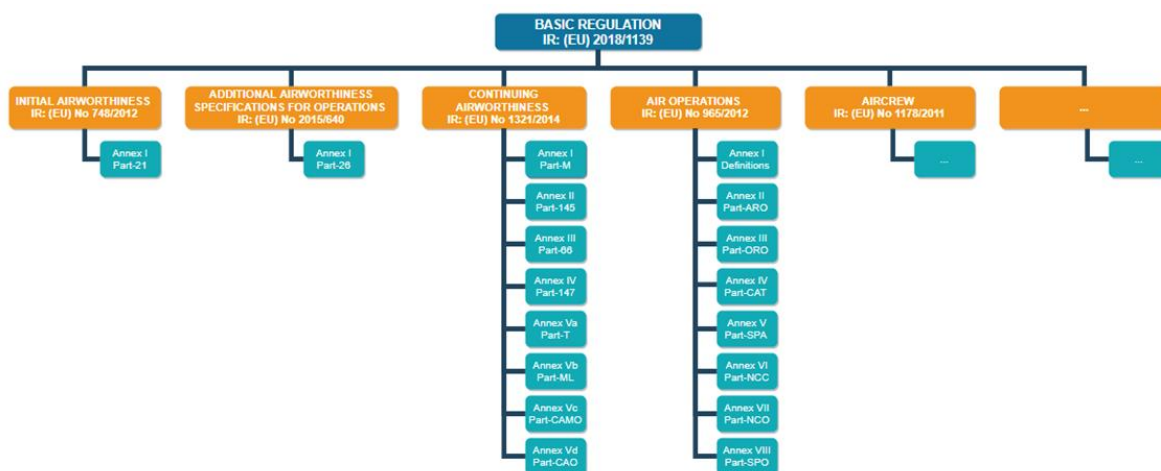 BASIC REGULATION
IR: (EU) 2018/1139
INITIAL AIRWORTHINESS
IR: (EU) No 748/2012
ADDITIONAL AIRWORTHINESS
SPECIFICATIONS FOR OPERATIONS
IR: (EU) No 2015/640
CONTINUING
AIRWORTHINESS
IR: (EU) No 1321/2014
AIR OPERATIONS
IR: (EU) No 965/2012
AIRCREW
IR: (EU) No 1178/2011
...
Annex I
Part-21
Annex I
Part-26
Annex I
Part-M
Annex II
Part-145
Annex III
Part-66
Annex IV
Part-147
Annex Va
Part-T
Annex Vb
Part-ML
Annex Vc
Part-CAMO
Annex Vd
Part-CAO
Annex I
Definitions
Annex II
Part-ARO
Annex III
Part-ORO
Annex IV
Part-CAT
Annex V
Part-SPA
Annex VI
Part-NCC
Annex VII
Part-NCO
Annex VIII
Part-SPO
...
...